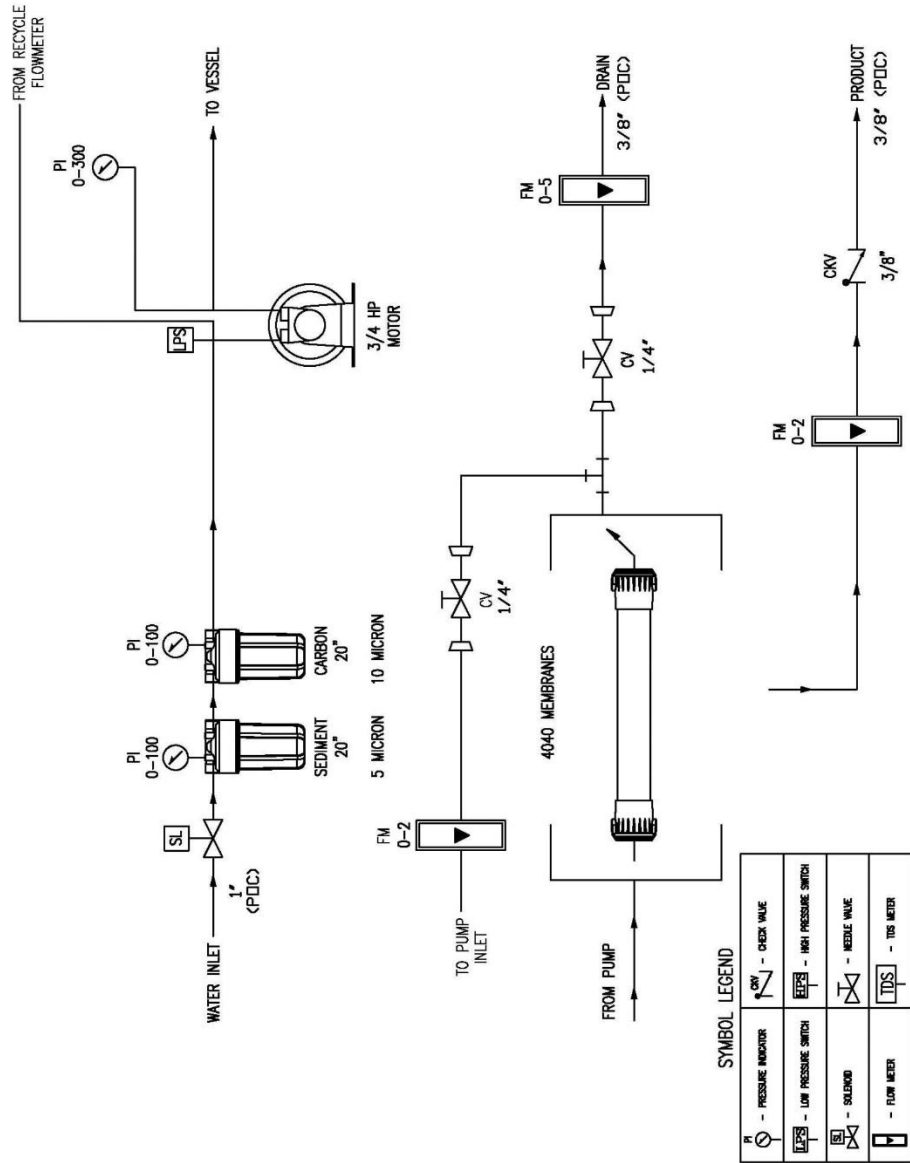 FROM RECYCLE
FLOWMETER
TO VESSEL
PI
0-300
LPS
3/4 HP
MOTOR
PI
0-100
CARBON
20"
10 MICRON
PI
0-100
SEDIMENT
20"
5 MICRON
SL
1"
(POC)
WATER INLET
DRAIN
3/8" (POC)
FM
0-5
CV
1/4"
CV
1/4"
FM
0-2
TO PUMP
INLET
4040 MEMBRANES
FROM PUMP
PRODUCT
3/8" (POC)
CKV
3/8"
FM
0-2
SYMBOL LEGEND
PI - PRESSURE INDICATOR
CKV - CHECK VALVE
LPS - LOW PRESSURE SWITCH
HPS - HIGH PRESSURE SWITCH
SL - SOLENOID
- NEEDLE VALVE
- FLOW METER
TDS - TDS METER